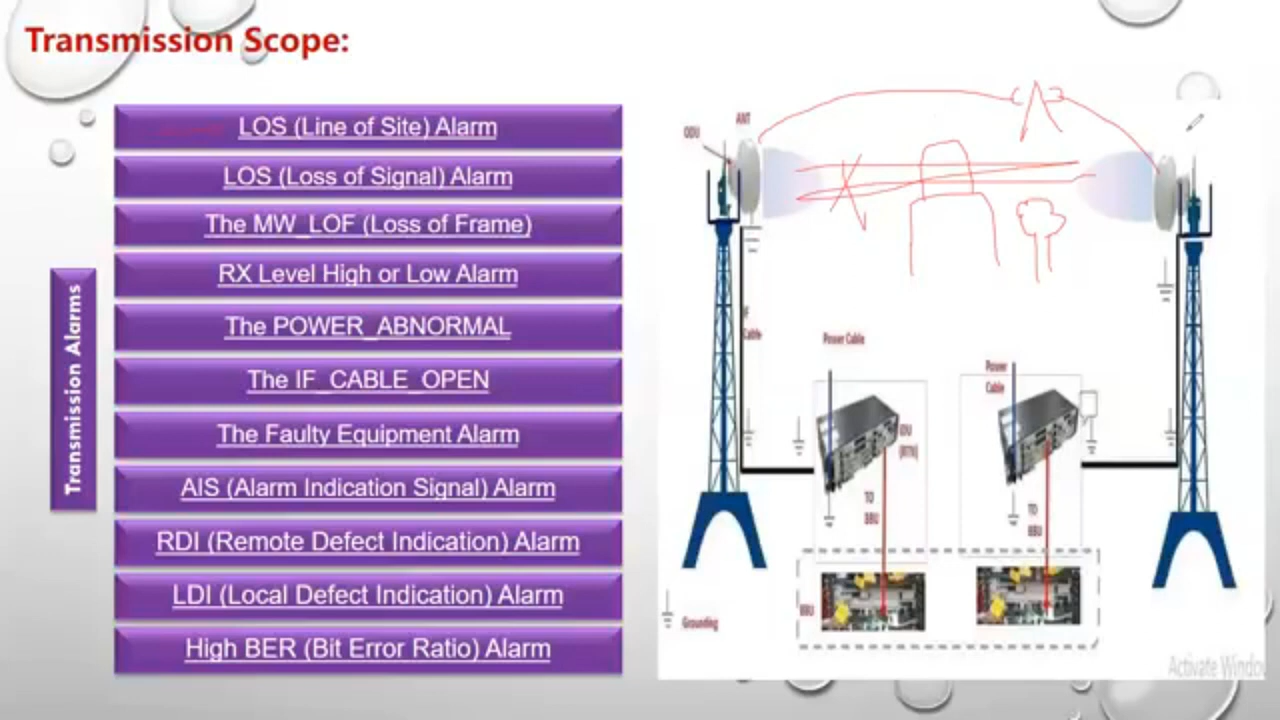 Transmission Scope:
LOS (Line of Site) Alarm
LOS (Loss of Signal) Alarm
The MW_LOF (Loss of Frame)
RX Level High or Low Alarm
The POWER_ABNORMAL
The IF_CABLE_OPEN
The Faulty Equipment Alarm
AIS (Alarm Indication Signal) Alarm
RDI (Remote Defect Indication) Alarm
LDI (Local Defect Indication) Alarm
High BER (Bit Error Ratio) Alarm
Transmission Alarms
ODU
ANT
IF
Cable
Power Cable
Power
Cable
IDU
(RTN)
TO
BBU
TO
BBU
BBU
Grounding
Activate Windo